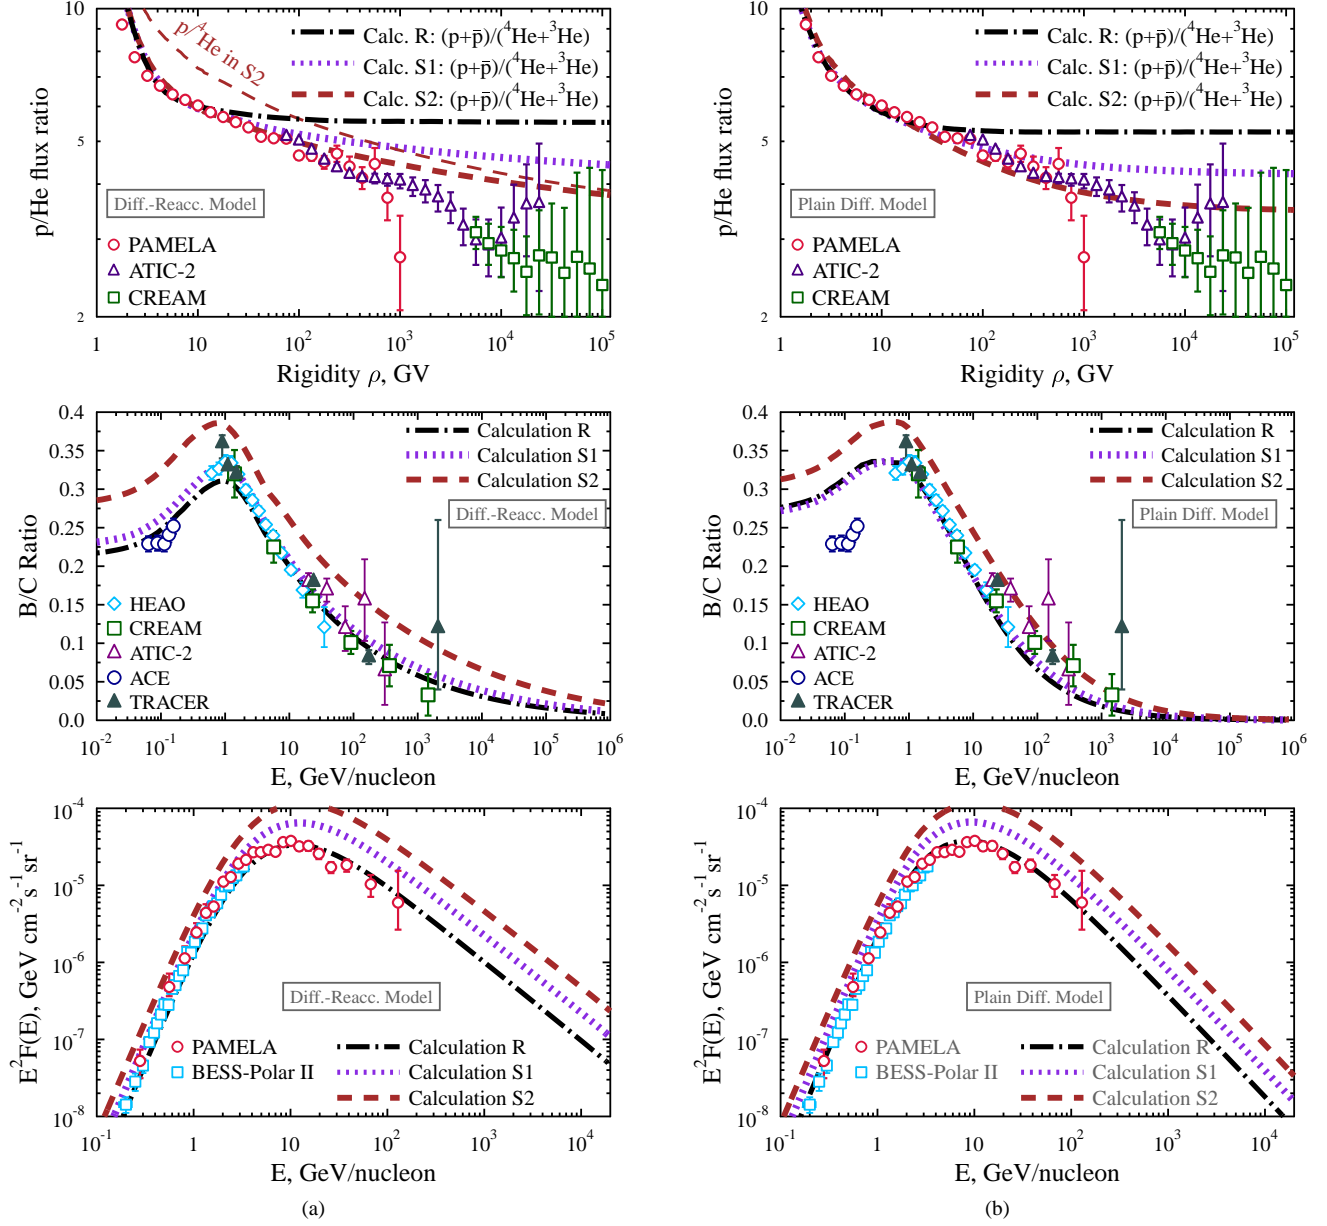 10
5
2
p/He flux ratio
p/⁴He in S2
Calc. R: (p+p̄)/(⁴He+³He)
Calc. S1: (p+p̄)/(⁴He+³He)
Calc. S2: (p+p̄)/(⁴He+³He)
Diff.-Reacc. Model
PAMELA
ATIC-2
CREAM
1 10 10² 10³ 10⁴ 10⁵
Rigidity ρ, GV
10
5
2
p/He flux ratio
Calc. R: (p+p̄)/(⁴He+³He)
Calc. S1: (p+p̄)/(⁴He+³He)
Calc. S2: (p+p̄)/(⁴He+³He)
Plain Diff. Model
PAMELA
ATIC-2
CREAM
1 10 10² 10³ 10⁴ 10⁵
Rigidity ρ, GV
0.4
0.35
0.3
0.25
0.2
0.15
0.1
0.05
0.0
B/C Ratio
Calculation R
Calculation S1
Calculation S2
Diff.-Reacc. Model
HEAO
CREAM
ATIC-2
ACE
TRACER
10⁻² 10⁻¹ 1 10 10² 10³ 10⁴ 10⁵ 10⁶
E, GeV/nucleon
0.4
0.35
0.3
0.25
0.2
0.15
0.1
0.05
0.0
B/C Ratio
Calculation R
Calculation S1
Calculation S2
Plain Diff. Model
HEAO
CREAM
ATIC-2
ACE
TRACER
10⁻² 10⁻¹ 1 10 10² 10³ 10⁴ 10⁵ 10⁶
E, GeV/nucleon
10⁻⁴
10⁻⁵
10⁻⁶
10⁻⁷
10⁻⁸
E²F(E), GeV cm⁻² s⁻¹ sr⁻¹
Diff.-Reacc. Model
PAMELA
BESS-Polar II
Calculation R
Calculation S1
Calculation S2
10⁻¹ 1 10 10² 10³ 10⁴
E, GeV/nucleon
(a)
10⁻⁴
10⁻⁵
10⁻⁶
10⁻⁷
10⁻⁸
E²F(E), GeV cm⁻² s⁻¹ sr⁻¹
Plain Diff. Model
PAMELA
BESS-Polar II
Calculation R
Calculation S1
Calculation S2
10⁻¹ 1 10 10² 10³ 10⁴
E, GeV/nucleon
(b)